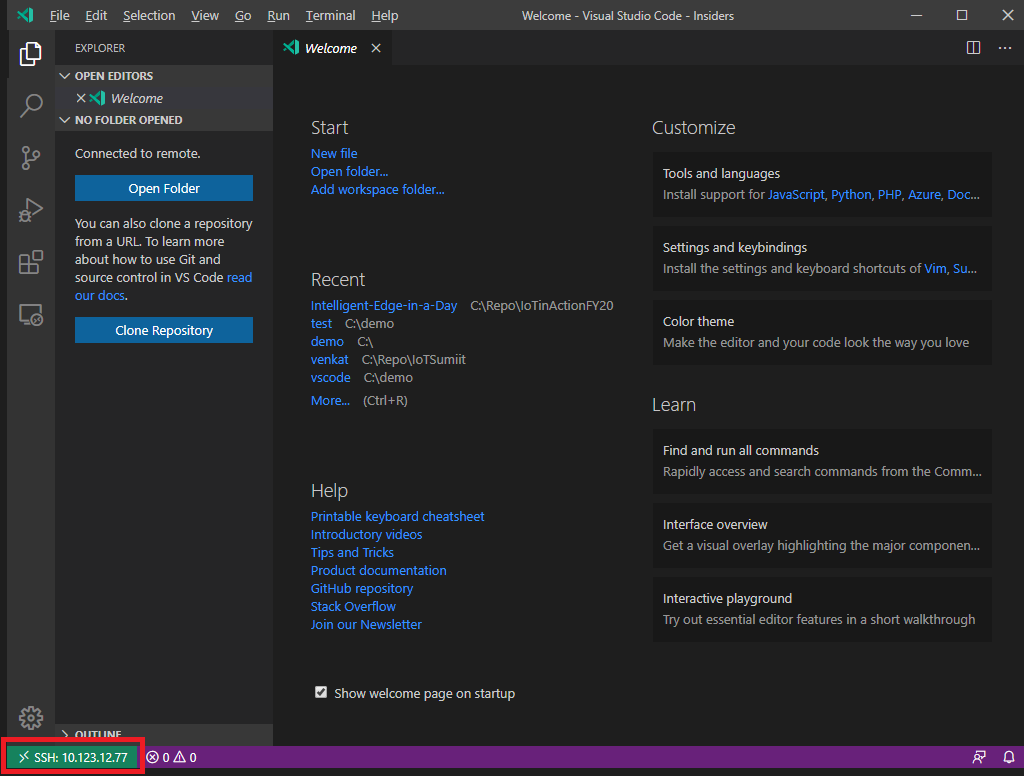 File Edit Selection View Go Run Terminal Help Welcome - Visual Studio Code - Insiders
EXPLORER
OPEN EDITORS
Welcome
NO FOLDER OPENED
Connected to remote.
Open Folder
You can also clone a repository
from a URL. To learn more
about how to use Git and
source control in VS Code read
our docs.
Clone Repository
OUTLINE
Welcome
Start
New file
Open folder...
Add workspace folder...
Recent
Intelligent-Edge-in-a-Day C:\Repo\IoTinActionFY20
test C:\demo
demo C:\
venkat C:\Repo\IoTSumiit
vscode C:\demo
More... (Ctrl+R)
Help
Printable keyboard cheatsheet
Introductory videos
Tips and Tricks
Product documentation
GitHub repository
Stack Overflow
Join our Newsletter
Show welcome page on startup
Customize
Tools and languages
Install support for JavaScript, Python, PHP, Azure, Doc...
Settings and keybindings
Install the settings and keyboard shortcuts of Vim, Su...
Color theme
Make the editor and your code look the way you love
Learn
Find and run all commands
Rapidly access and search commands from the Comm...
Interface overview
Get a visual overlay highlighting the major componen...
Interactive playground
Try out essential editor features in a short walkthrough
SSH: 10.123.12.77 0 0